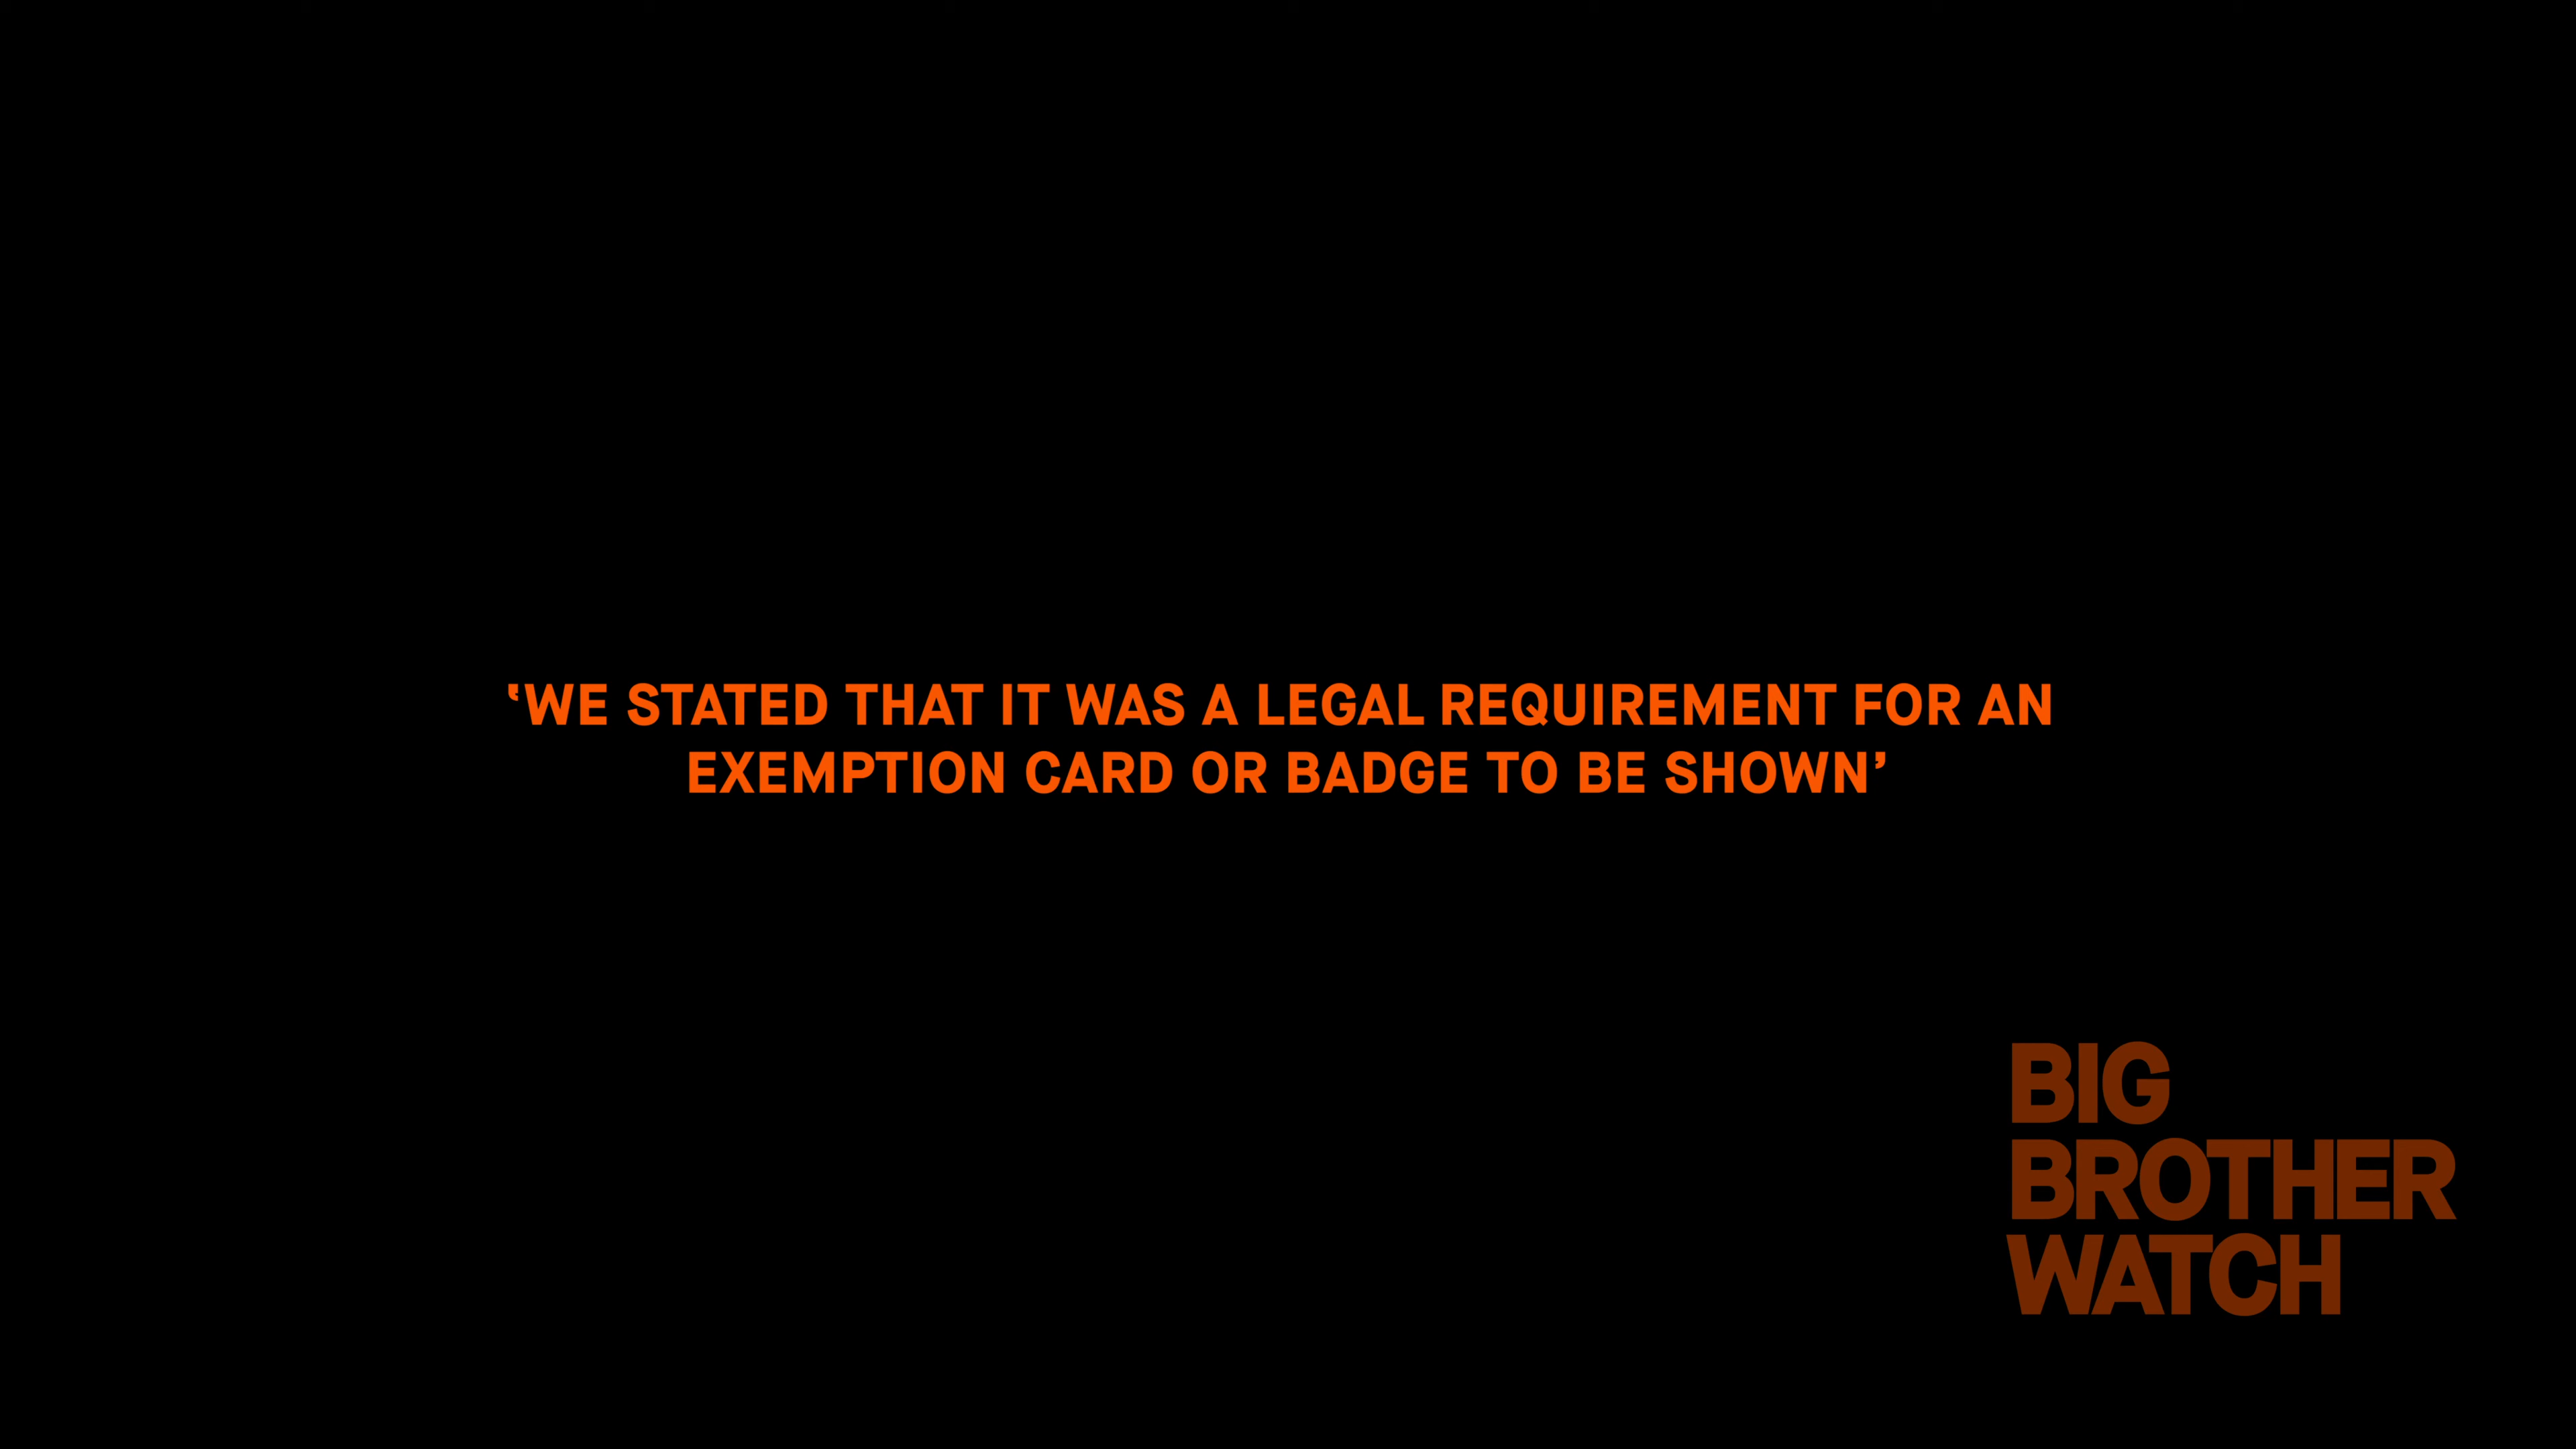 ‘WE STATED THAT IT WAS A LEGAL REQUIREMENT FOR AN
EXEMPTION CARD OR BADGE TO BE SHOWN’
BIG
BROTHER
WATCH